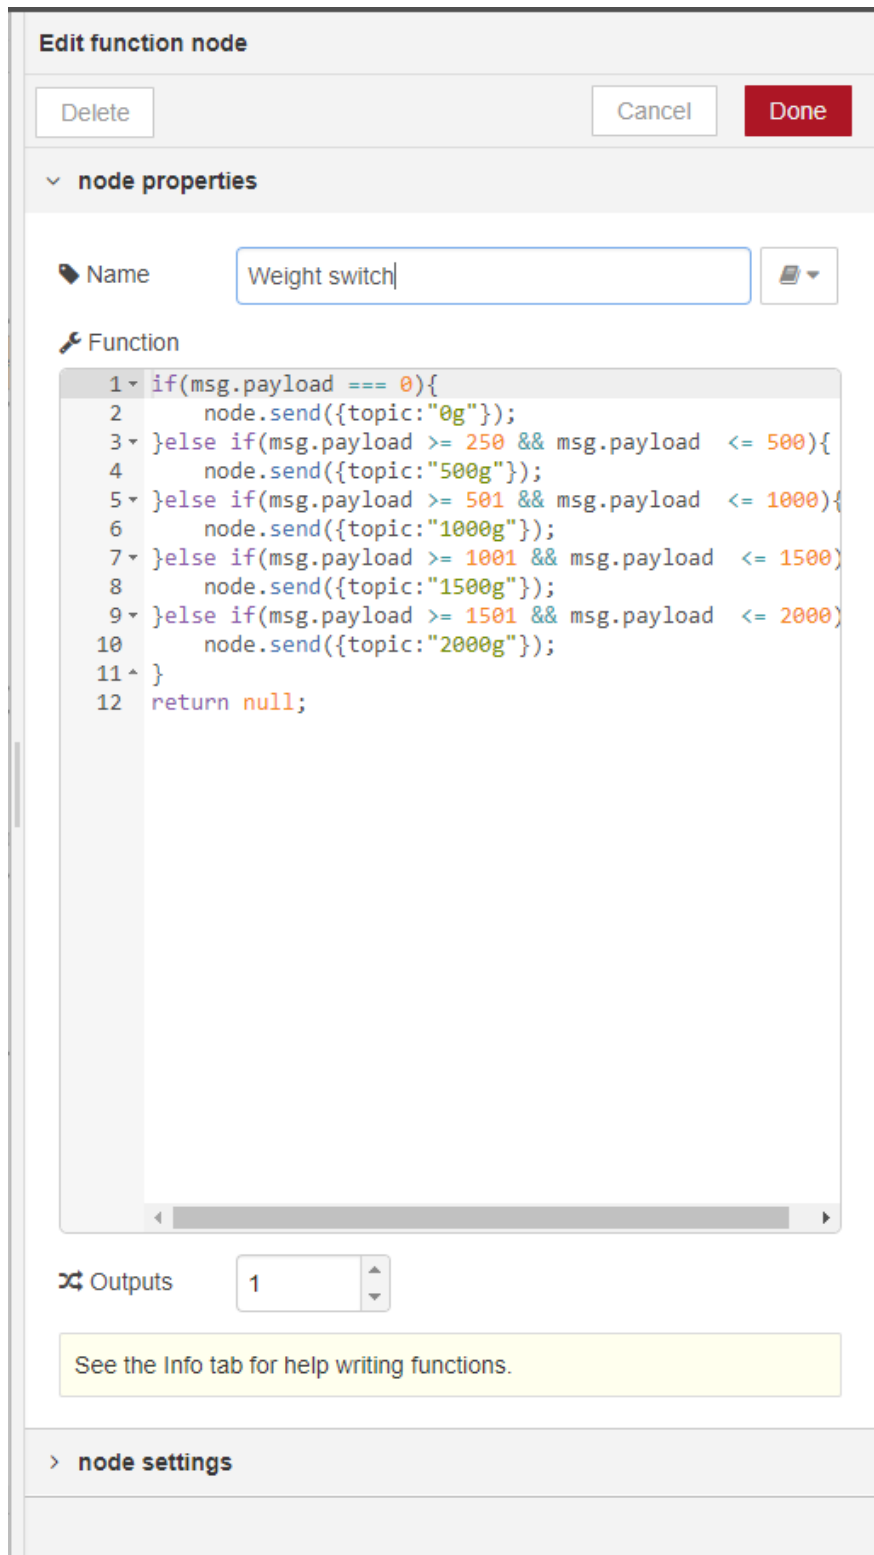 Edit function node
Delete Cancel Done
node properties
Name Weight switch
Function
1 if(msg.payload === 0){
2     node.send({topic:"0g"});
3 }else if(msg.payload >= 250 && msg.payload  <= 500){
4     node.send({topic:"500g"});
5 }else if(msg.payload >= 501 && msg.payload  <= 1000){
6     node.send({topic:"1000g"});
7 }else if(msg.payload >= 1001 && msg.payload  <= 1500)
8     node.send({topic:"1500g"});
9 }else if(msg.payload >= 1501 && msg.payload  <= 2000)
10     node.send({topic:"2000g"});
11 }
12 return null;
Outputs 1
See the Info tab for help writing functions.
node settings